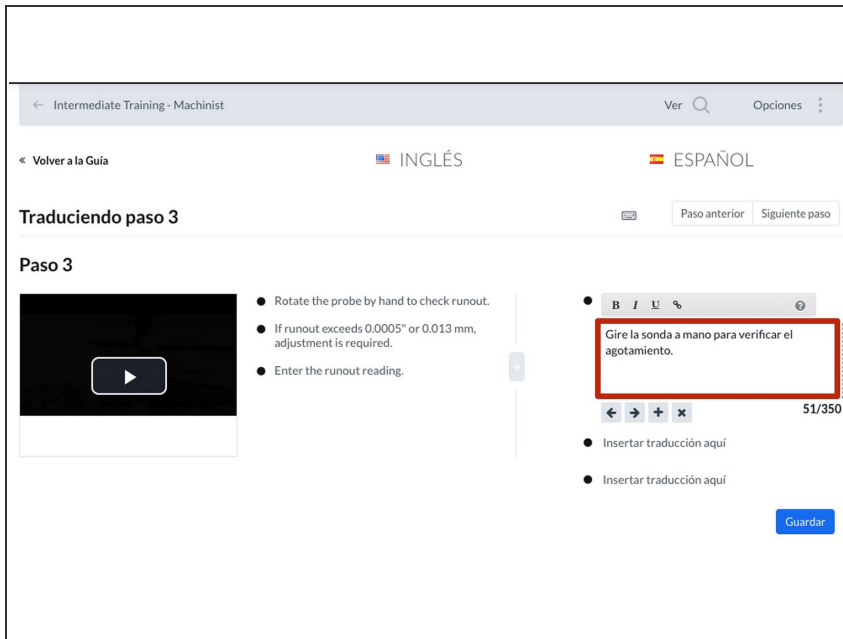 ← Intermediate Training - Machinist
Ver
Opciones
« Volver a la Guía
INGLÉS
ESPAÑOL
Traduciendo paso 3
Paso anterior
Siguiente paso
Paso 3
● Rotate the probe by hand to check runout.
● If runout exceeds 0.0005" or 0.013 mm,
adjustment is required.
● Enter the runout reading.
B I U
Gire la sonda a mano para verificar el
agotamiento.
51/350
● Insertar traducción aquí
● Insertar traducción aquí
Guardar